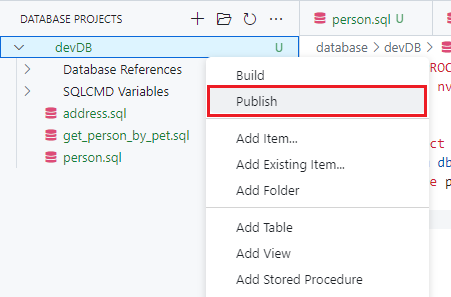 DATABASE PROJECTS
person.sql U
devDB U
database > devDB >
Database References
SQLCMD Variables
address.sql
get_person_by_pet.sql
person.sql
Build
Publish
Add Item...
Add Existing Item...
Add Folder
Add Table
Add View
Add Stored Procedure
ROC
nv
ect
db
e p